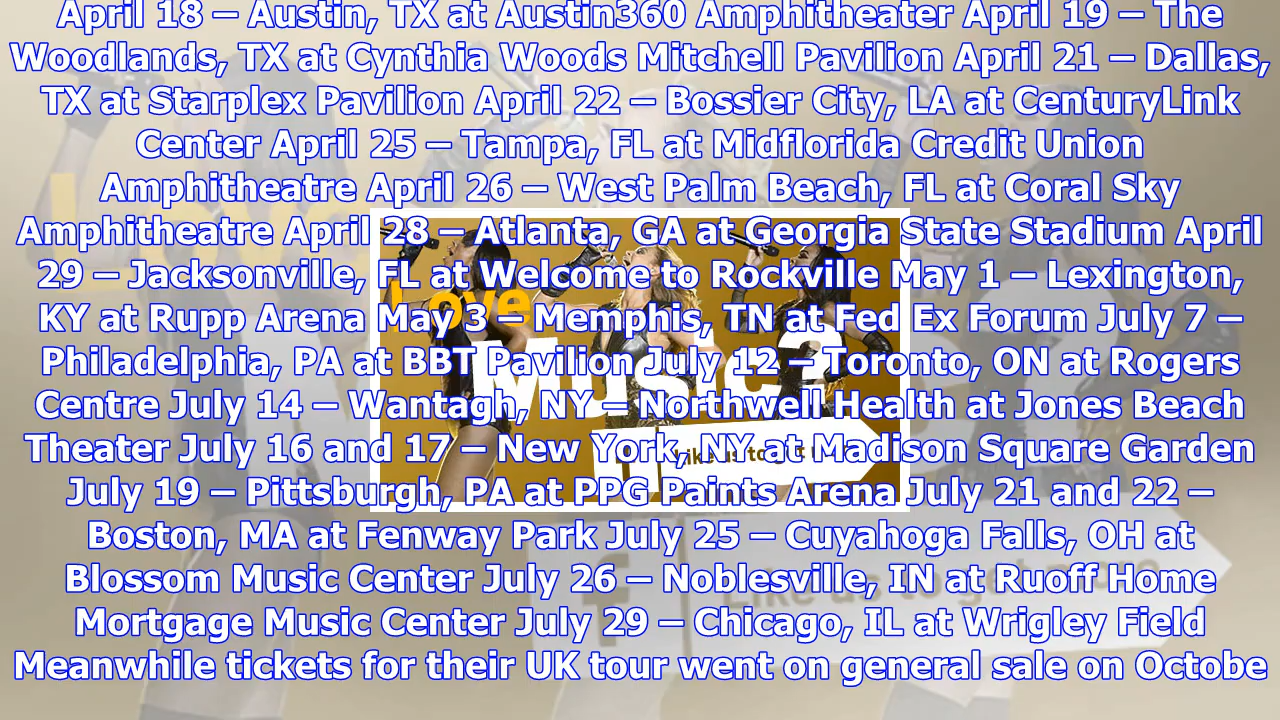 April 18 – Austin, TX at Austin360 Amphitheater April 19 – The
Woodlands, TX at Cynthia Woods Mitchell Pavilion April 21 – Dallas,
TX at Starplex Pavilion April 22 – Bossier City, LA at CenturyLink
Center April 25 – Tampa, FL at Midflorida Credit Union
Amphitheatre April 26 – West Palm Beach, FL at Coral Sky
Amphitheatre April 28 – Atlanta, GA at Georgia State Stadium April
29 – Jacksonville, FL at Welcome to Rockville May 1 – Lexington,
KY at Rupp Arena May 3 – Memphis, TN at Fed Ex Forum July 7 –
Philadelphia, PA at BBT Pavilion July 12 – Toronto, ON at Rogers
Centre July 14 – Wantagh, NY – Northwell Health at Jones Beach
Theater July 16 and 17 – New York, NY at Madison Square Garden
July 19 – Pittsburgh, PA at PPG Paints Arena July 21 and 22 –
Boston, MA at Fenway Park July 25 – Cuyahoga Falls, OH at
Blossom Music Center July 26 – Noblesville, IN at Ruoff Home
Mortgage Music Center July 29 – Chicago, IL at Wrigley Field
Meanwhile tickets for their UK tour went on general sale on Octobe
Love
Music?
Like us to get